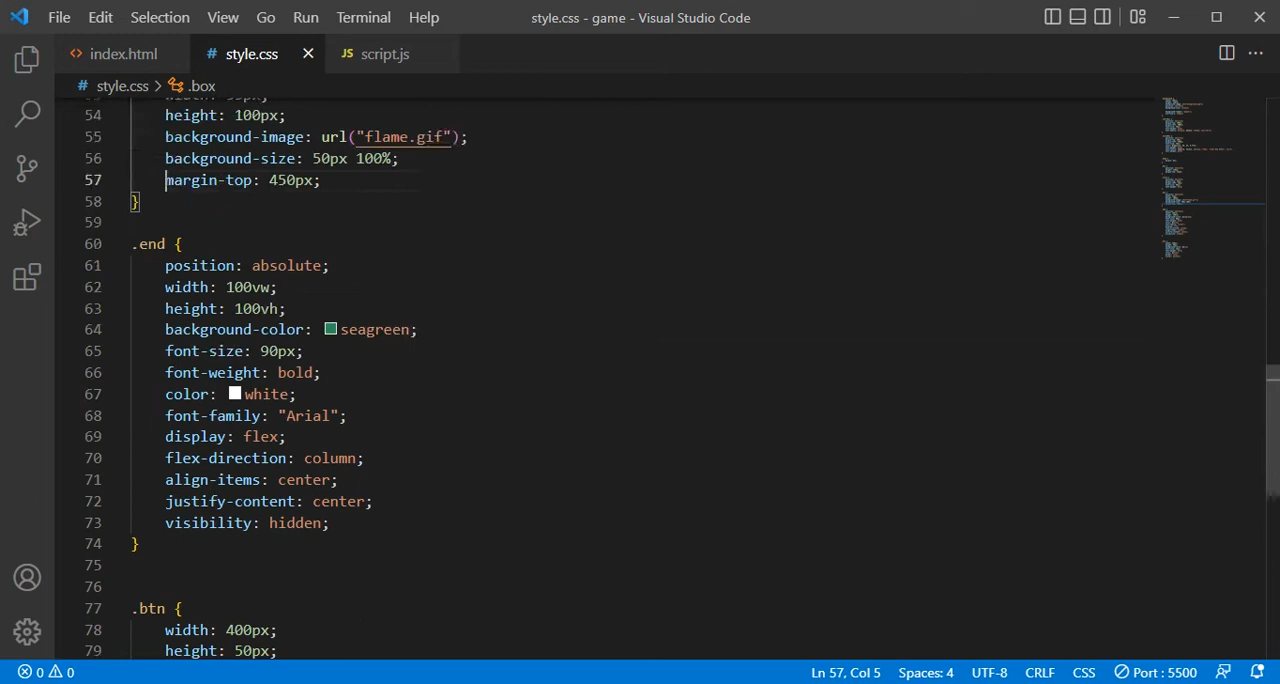 File Edit Selection View Go Run Terminal Help style.css - game - Visual Studio Code
<> index.html # style.css × JS script.js
# style.css > .box
54 height: 100px;
55 background-image: url("flame.gif");
56 background-size: 50px 100%;
57 margin-top: 450px;
58 }
59
60 .end {
61 position: absolute;
62 width: 100vw;
63 height: 100vh;
64 background-color: seagreen;
65 font-size: 90px;
66 font-weight: bold;
67 color: white;
68 font-family: "Arial";
69 display: flex;
70 flex-direction: column;
71 align-items: center;
72 justify-content: center;
73 visibility: hidden;
74 }
75
76
77 .btn {
78 width: 400px;
79 height: 50px;
0 0 Ln 57, Col 5 Spaces: 4 UTF-8 CRLF CSS Port : 5500